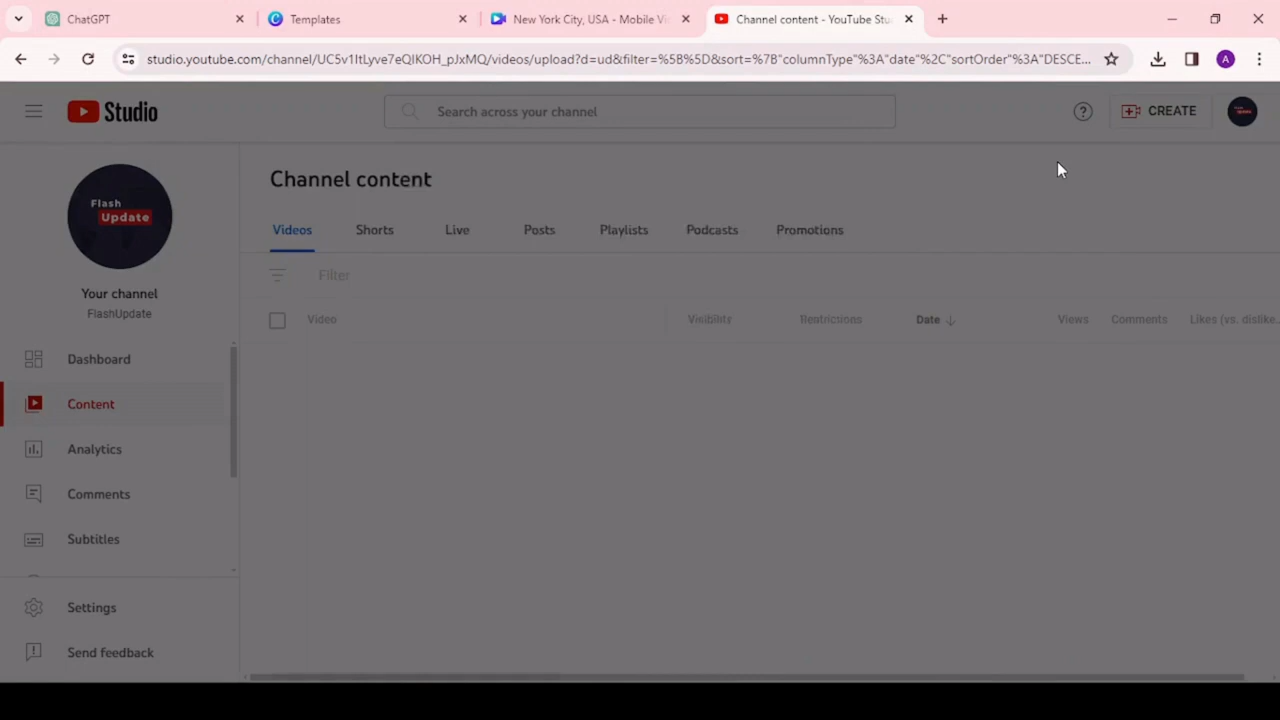 ChatGPT
Templates
New York City, USA - Mobile Vi
Channel content - YouTube Stu
studio.youtube.com/channel/UC5v1ItLyve7eQIKOH_pJxMQ/videos/upload?d=ud&filter=%5B%5D&sort=%7B"columnType"%3A"date"%2C"sortOrder"%3A"DESCE...
A
Studio
Search across your channel
CREATE
Flash
Update
Channel content
Videos
Shorts
Live
Posts
Playlists
Podcasts
Promotions
Filter
Your channel
FlashUpdate
Video
Visibility
Restrictions
Date
Views
Comments
Likes (vs. dislike...
Dashboard
Content
Analytics
Comments
Subtitles
Settings
Send feedback